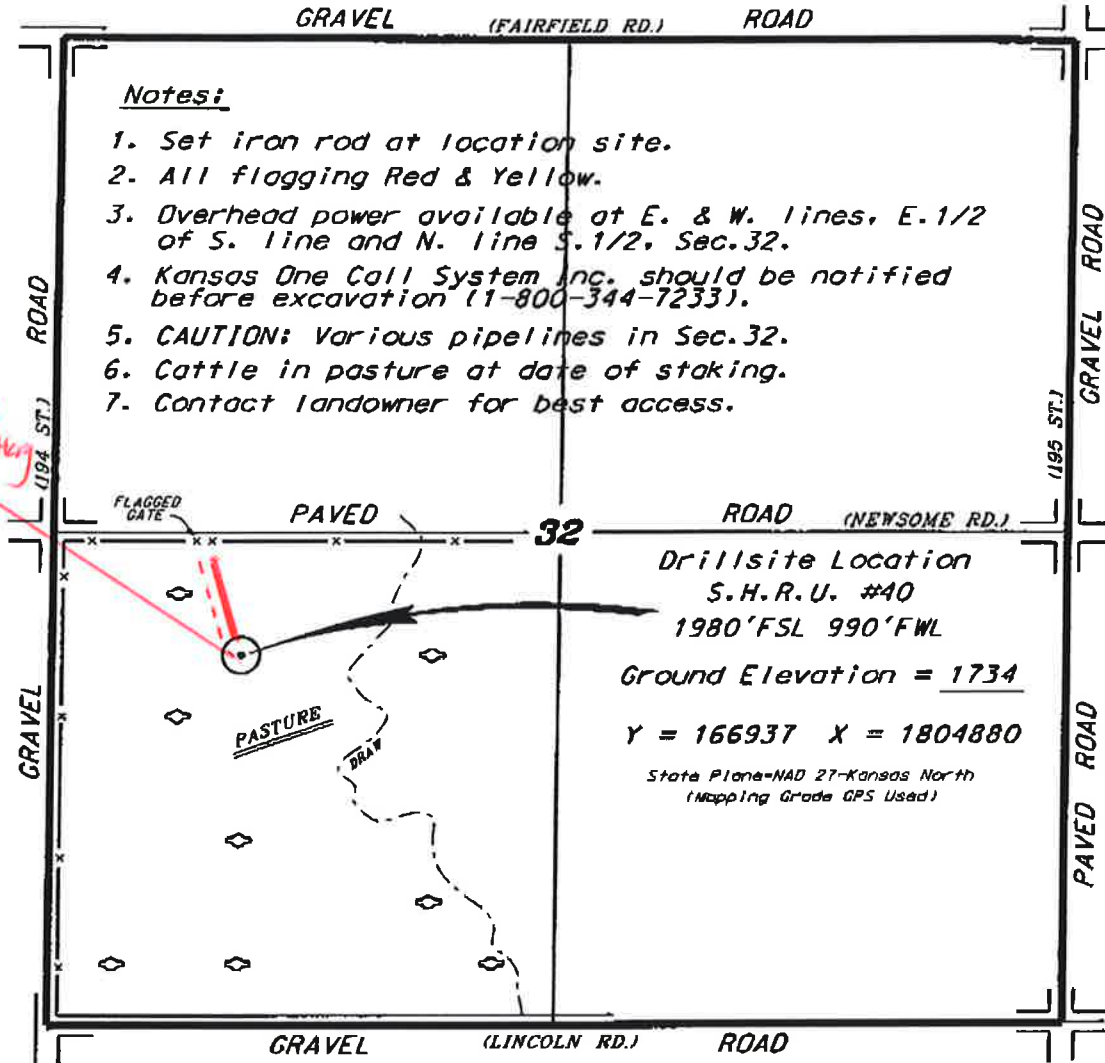 GRAVEL (FAIRFIELD RD.) ROAD
Notes:
1. Set iron rod at location site.
2. All flagging Red & Yellow.
3. Overhead power available at E. & W. lines, E.1/2
of S. line and N. line S.1/2, Sec.32.
4. Kansas One Call System Inc. should be notified
before excavation (1-800-344-7233).
5. CAUTION: Various pipelines in Sec.32.
6. Cattle in pasture at date of staking.
7. Contact landowner for best access.
ROAD
(194 ST.)
GRAVEL ROAD
(195 ST.)
FLAGGED
GATE
PAVED 32 ROAD (NEWSOME RD.)
Drillsite Location
S.H.R.U. #40
1980'FSL 990'FWL
Ground Elevation = 1734
Y = 166937 X = 1804880
State Plane-NAD 27-Kansas North
(Mapping Grade GPS Used)
GRAVEL
PASTURE
DRAW
PAVED ROAD
GRAVEL (LINCOLN RD.) ROAD